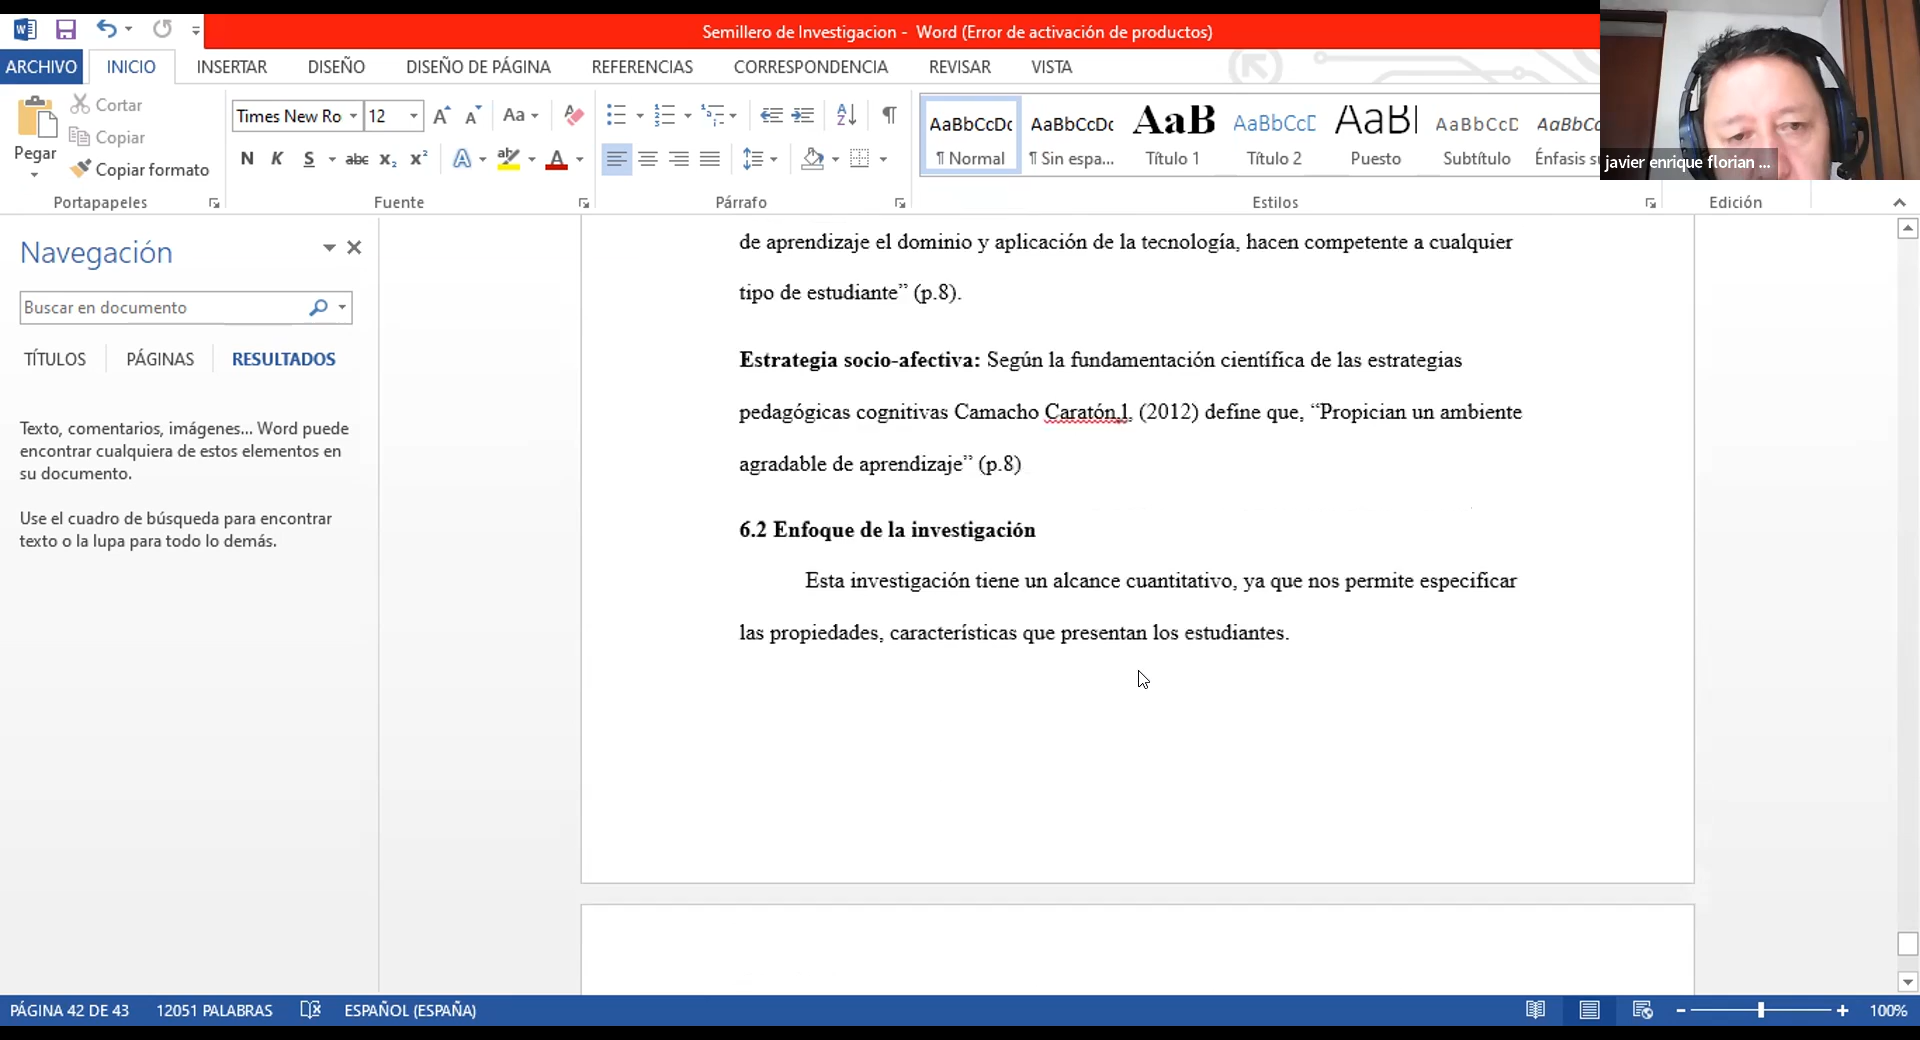 Semillero de Investigacion - Word (Error de activación de productos)
ARCHIVO INICIO INSERTAR DISEÑO DISEÑO DE PÁGINA REFERENCIAS CORRESPONDENCIA REVISAR VISTA
Pegar
Cortar
Copiar
Copiar formato
Portapapeles
Times New Ro 12
Aa
N K S abc x₂ x²
A ab A
Fuente
Párrafo
AaBbCcDc AaBbCcDc AaB AaBbCcD AaB AaBbCcD AaBbCc
¶ Normal ¶ Sin espa... Título 1 Título 2 Puesto Subtítulo Énfasis s
Estilos
Edición
javier enrique florian ...
Navegación
Buscar en documento
TÍTULOS PÁGINAS RESULTADOS
Texto, comentarios, imágenes... Word puede
encontrar cualquiera de estos elementos en
su documento.
Use el cuadro de búsqueda para encontrar
texto o la lupa para todo lo demás.
de aprendizaje el dominio y aplicación de la tecnología, hacen competente a cualquier
tipo de estudiante” (p.8).
Estrategia socio-afectiva: Según la fundamentación científica de las estrategias
pedagógicas cognitivas Camacho Caratón,l, (2012) define que, “Propician un ambiente
agradable de aprendizaje” (p.8)
6.2 Enfoque de la investigación
Esta investigación tiene un alcance cuantitativo, ya que nos permite especificar
las propiedades, características que presentan los estudiantes.
PÁGINA 42 DE 43 12051 PALABRAS ESPAÑOL (ESPAÑA) 100%